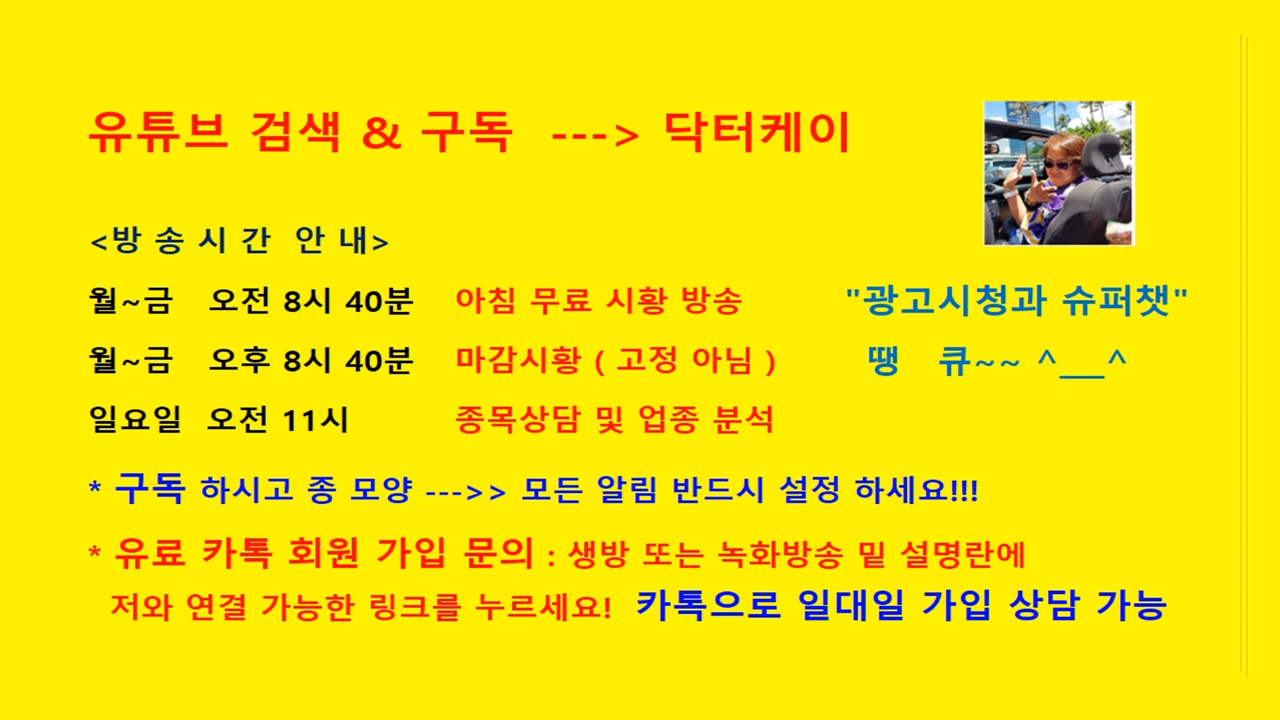 유튜브 검색 & 구독 ---> 닥터케이
<방 송 시 간 안 내>
월~금 오전 8시 40분 아침 무료 시황 방송 "광고시청과 슈퍼챗"
월~금 오후 8시 40분 마감시황 ( 고정 아님 ) 땡 큐~~ ^__^
일요일 오전 11시 종목상담 및 업종 분석
* 구독 하시고 종 모양 --->> 모든 알림 반드시 설정 하세요!!!
* 유료 카톡 회원 가입 문의 : 생방 또는 녹화방송 밑 설명란에
저와 연결 가능한 링크를 누르세요! 카톡으로 일대일 가입 상담 가능